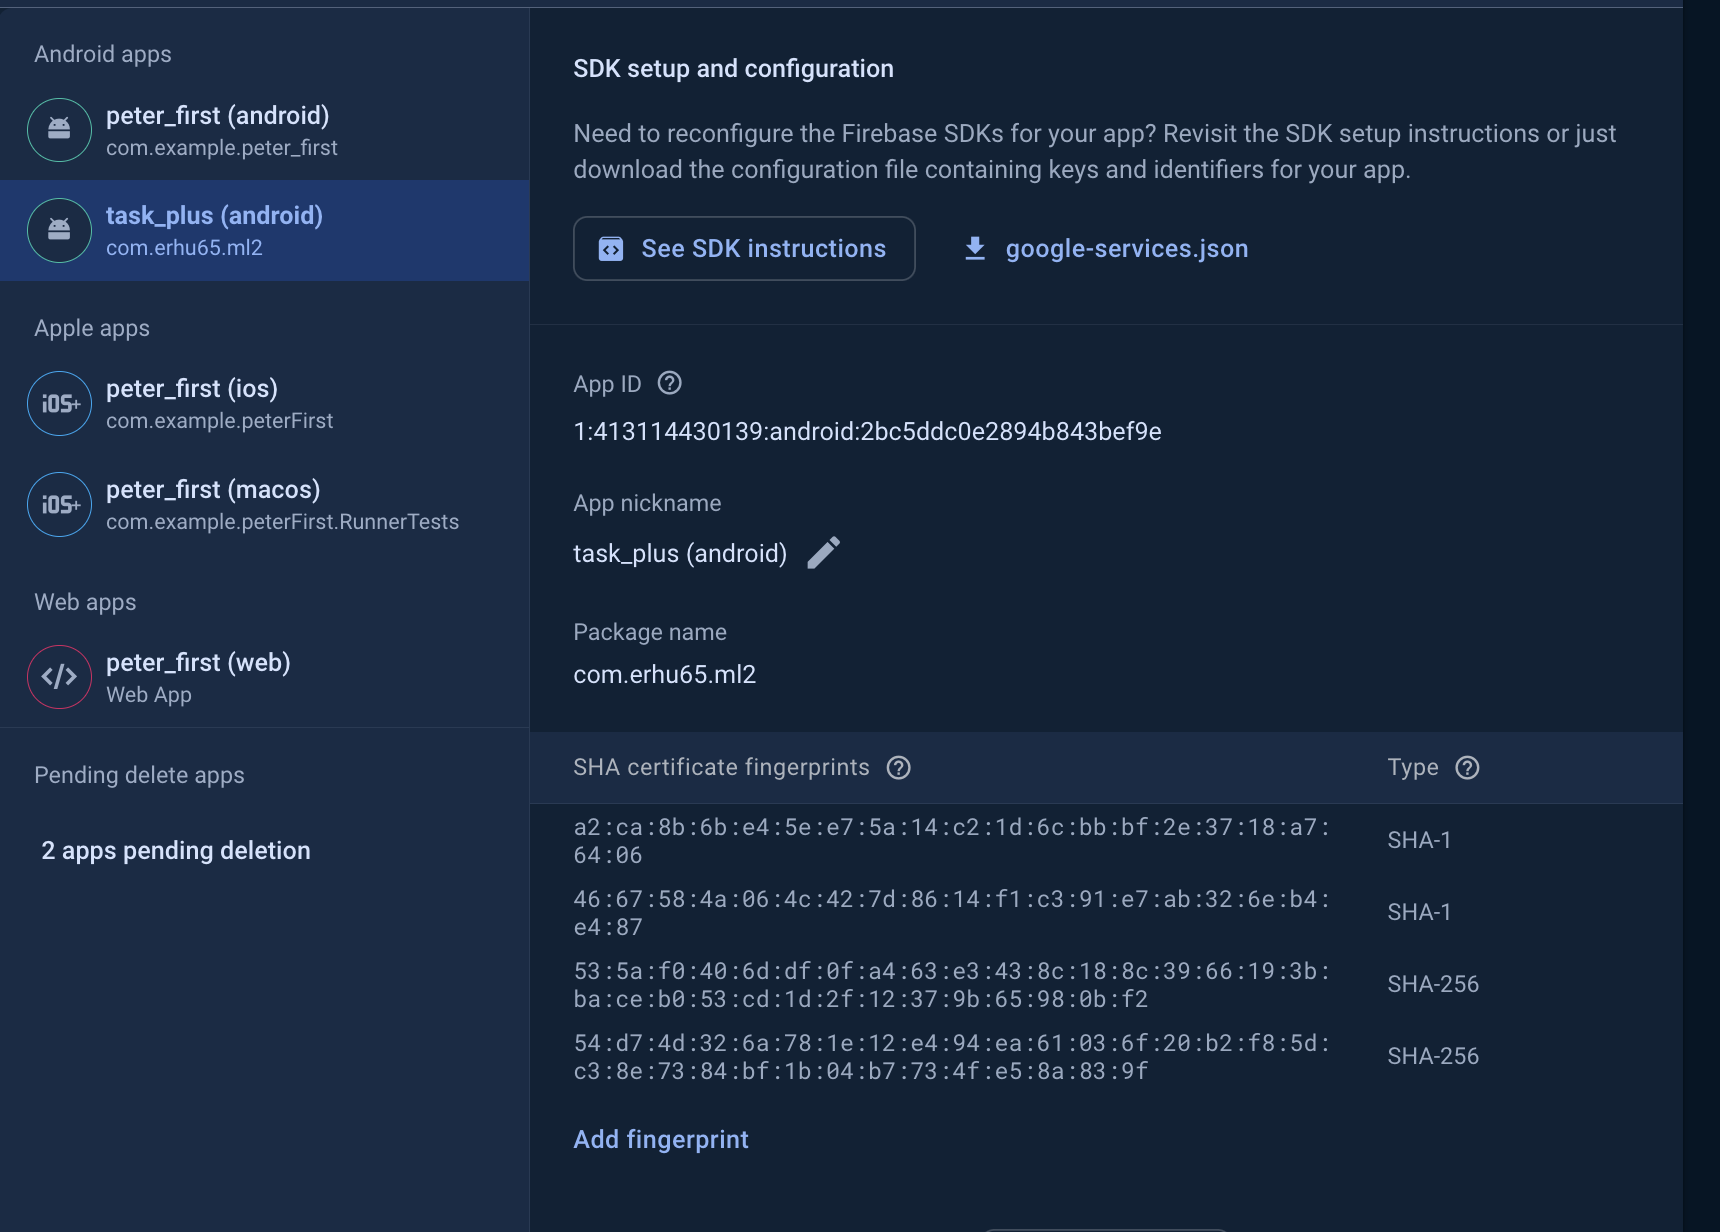 Android apps
peter_first (android)
com.example.peter_first
task_plus (android)
com.erhu65.ml2
Apple apps
iOS+
peter_first (ios)
com.example.peterFirst
iOS+
peter_first (macos)
com.example.peterFirst.RunnerTests
Web apps
</>
peter_first (web)
Web App
Pending delete apps
2 apps pending deletion
SDK setup and configuration
Need to reconfigure the Firebase SDKs for your app? Revisit the SDK setup instructions or just
download the configuration file containing keys and identifiers for your app.
See SDK instructions
google-services.json
App ID
1:413114430139:android:2bc5ddc0e2894b843bef9e
App nickname
task_plus (android)
Package name
com.erhu65.ml2
SHA certificate fingerprints
Type
a2:ca:8b:6b:e4:5e:e7:5a:14:c2:1d:6c:bb:bf:2e:37:18:a7:
64:06
SHA-1
46:67:58:4a:06:4c:42:7d:86:14:f1:c3:91:e7:ab:32:6e:b4:
e4:87
SHA-1
53:5a:f0:40:6d:df:0f:a4:63:e3:43:8c:18:8c:39:66:19:3b:
ba:ce:b0:53:cd:1d:2f:12:37:9b:65:98:0b:f2
SHA-256
54:d7:4d:32:6a:78:1e:12:e4:94:ea:61:03:6f:20:b2:f8:5d:
c3:8e:73:84:bf:1b:04:b7:73:4f:e5:8a:83:9f
SHA-256
Add fingerprint